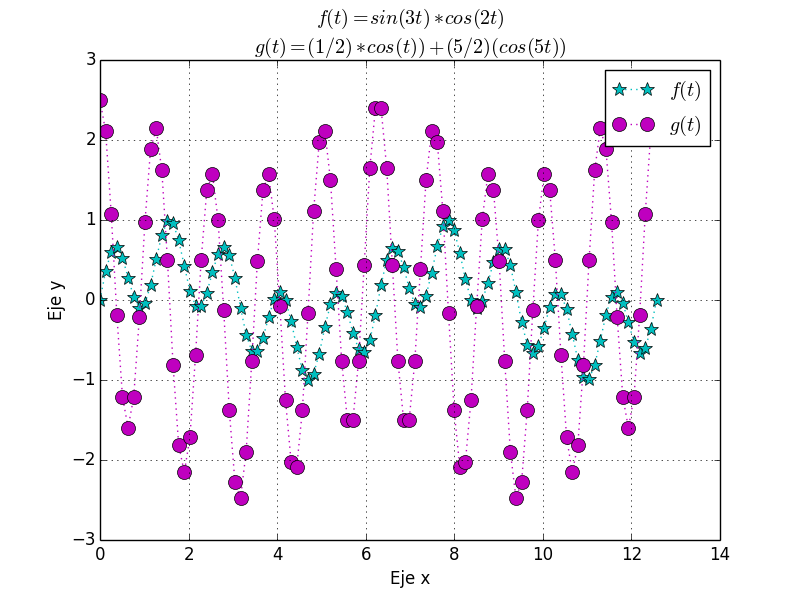 f(t)=sin(3t)*cos(2t)
g(t)=(1/2)*cos(t))+(5/2)(cos(5t))
f(t)
g(t)
Eje y
3
2
1
0
−1
−2
−3
0 2 4 6 8 10 12 14
Eje x